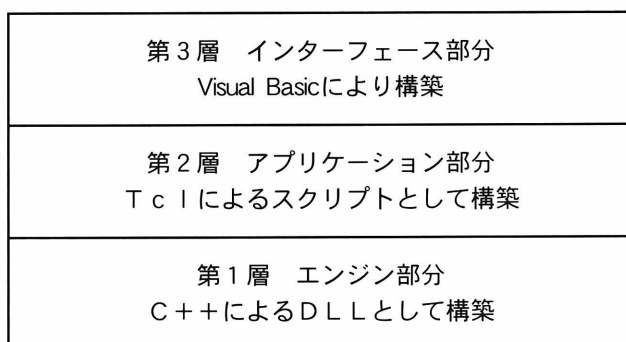 第３層　インターフェース部分
Visual Basicにより構築
第２層　アプリケーション部分
Ｔｃｌによるスクリプトとして構築
第１層　エンジン部分
Ｃ＋＋によるＤＬＬとして構築